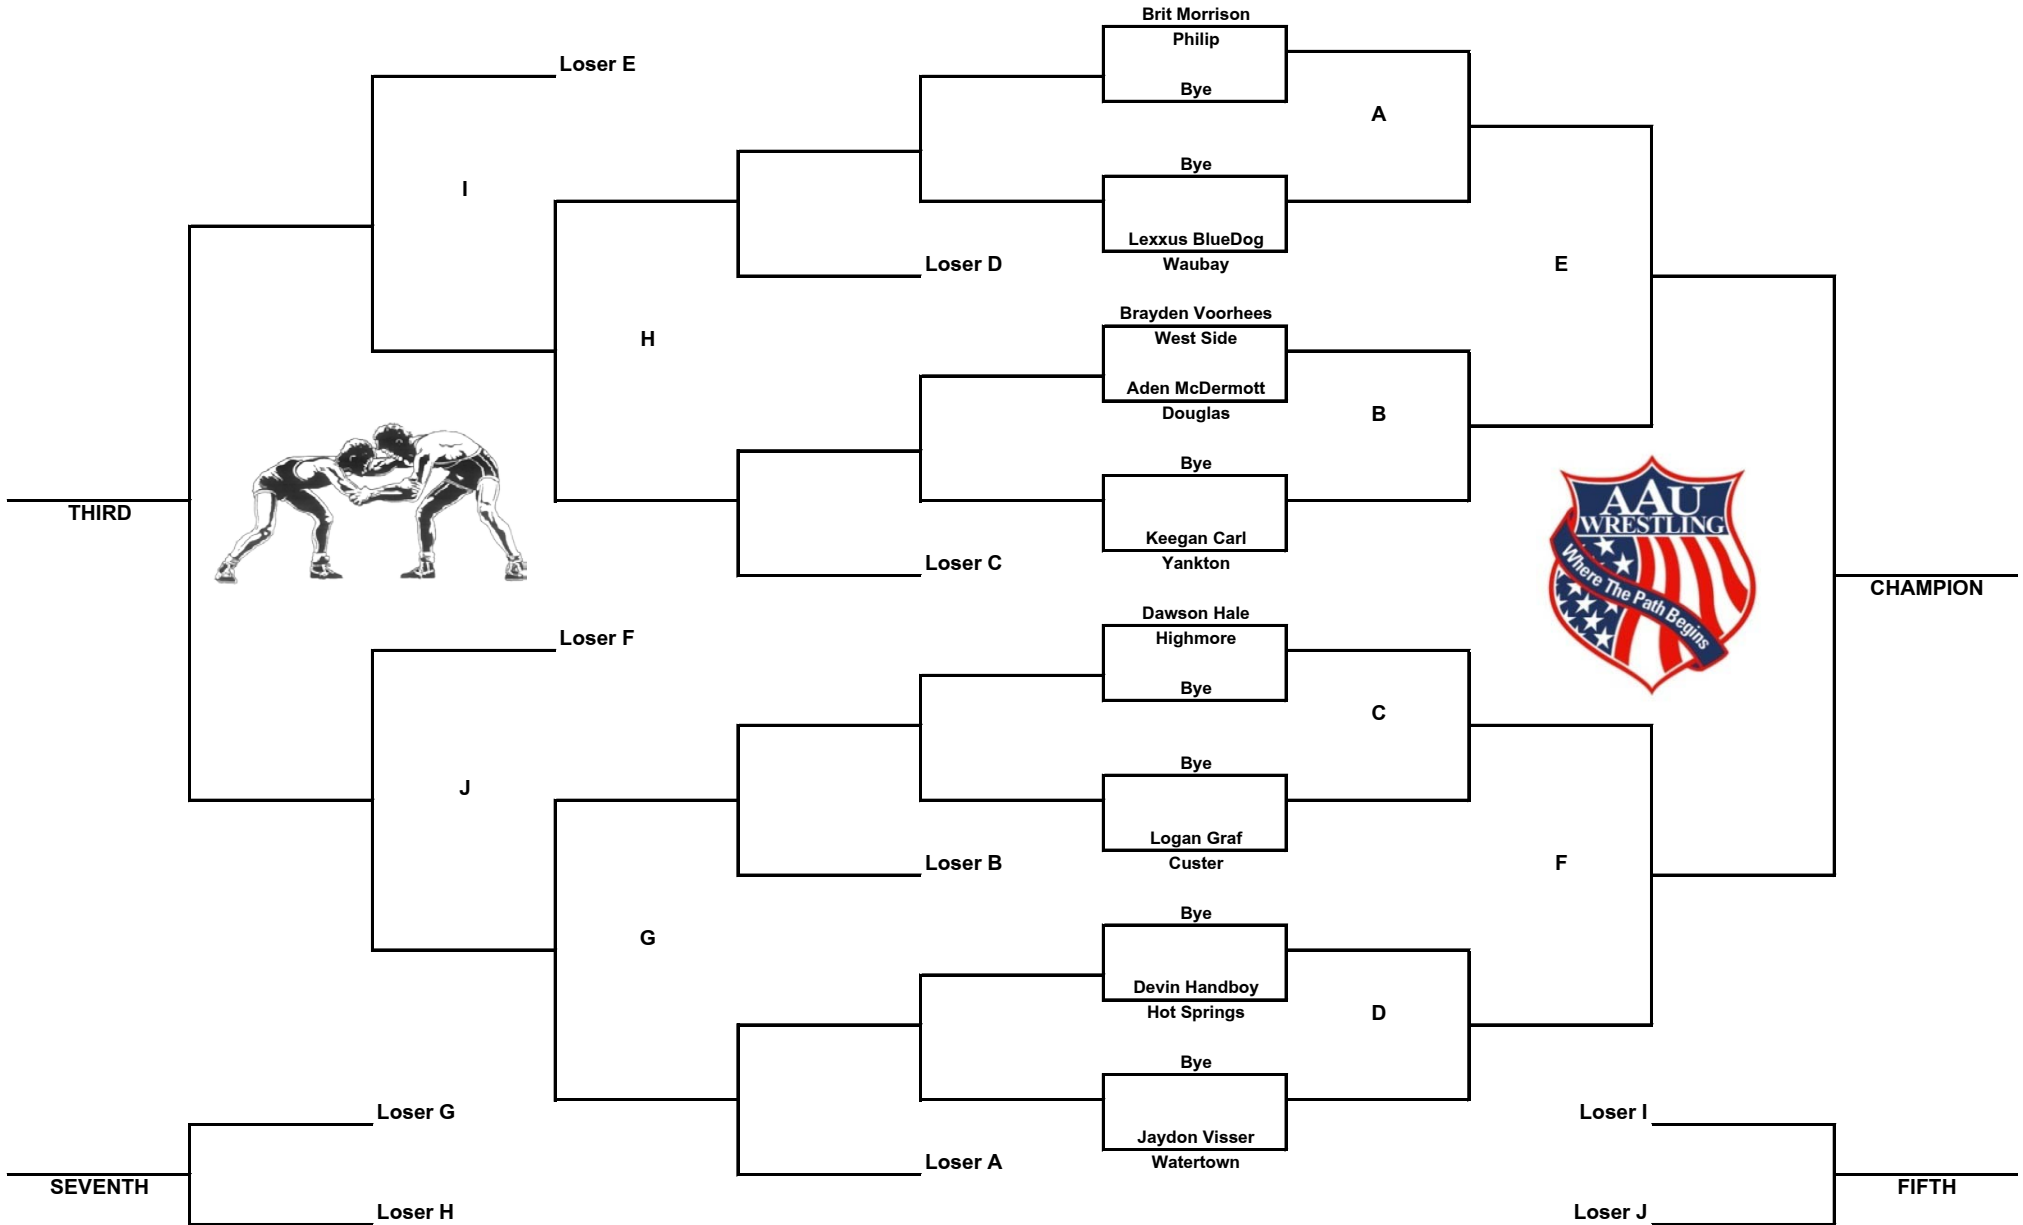 Brit Morrison
Philip
Loser E
Bye
A
Bye
I
Lexxus BlueDog
Loser D
Waubay
E
Brayden Voorhees
H
West Side
Aden McDermott
Douglas
B
Bye
AAU
WRESTLING
THIRD
Keegan Carl
Loser C
Yankton
Where The Path Begins
CHAMPION
Dawson Hale
Loser F
Highmore
Bye
C
Bye
J
Logan Graf
Loser B
Custer
F
Bye
G
Devin Handboy
Hot Springs
D
Bye
Loser G
Loser I
Jaydon Visser
Loser A
Watertown
SEVENTH
FIFTH
Loser H
Loser J